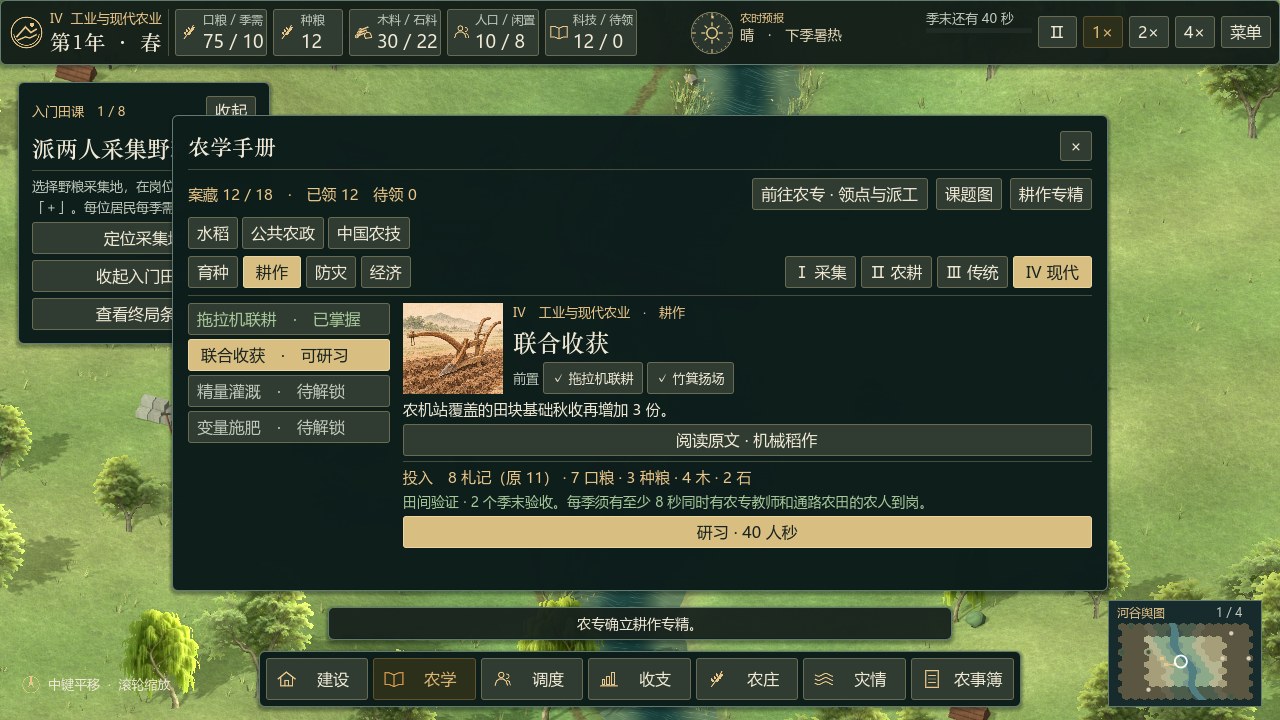 IV 工业与现代农业
第1年 · 春
口粮 / 季需
75 / 10
种粮
12
木料 / 石料
30 / 22
人口 / 闲置
10 / 8
科技 / 待领
12 / 0
农时预报
晴 · 下季暑热
季末还有 40 秒
II
1×
2×
4×
菜单
入门田课 1 / 8
收起
派两人采集野
选择野粮采集地，在岗位
「+」。每位居民每季需
定位采集
收起入门田
查看终局条
农学手册
×
案藏 12 / 18 · 已领 12 待领 0
前往农专 · 领点与派工
课题图
耕作专精
水稻
公共农政
中国农技
育种
耕作
防灾
经济
I 采集
II 农耕
III 传统
IV 现代
拖拉机联耕 · 已掌握
联合收获 · 可研习
精量灌溉 · 待解锁
变量施肥 · 待解锁
IV 工业与现代农业 · 耕作
联合收获
前置 ✓ 拖拉机联耕 ✓ 竹箕扬场
农机站覆盖的田块基础秋收再增加 3 份。
阅读原文 · 机械稻作
投入 8 札记（原 11） · 7 口粮 · 3 种粮 · 4 木 · 2 石
田间验证 · 2 个季末验收。每季须有至少 8 秒同时有农专教师和通路农田的农人到岗。
研习 · 40 人秒
农专确立耕作专精。
河谷舆图 1 / 4
中键平移 · 滚轮缩放
建设
农学
调度
收支
农庄
灾情
农事簿